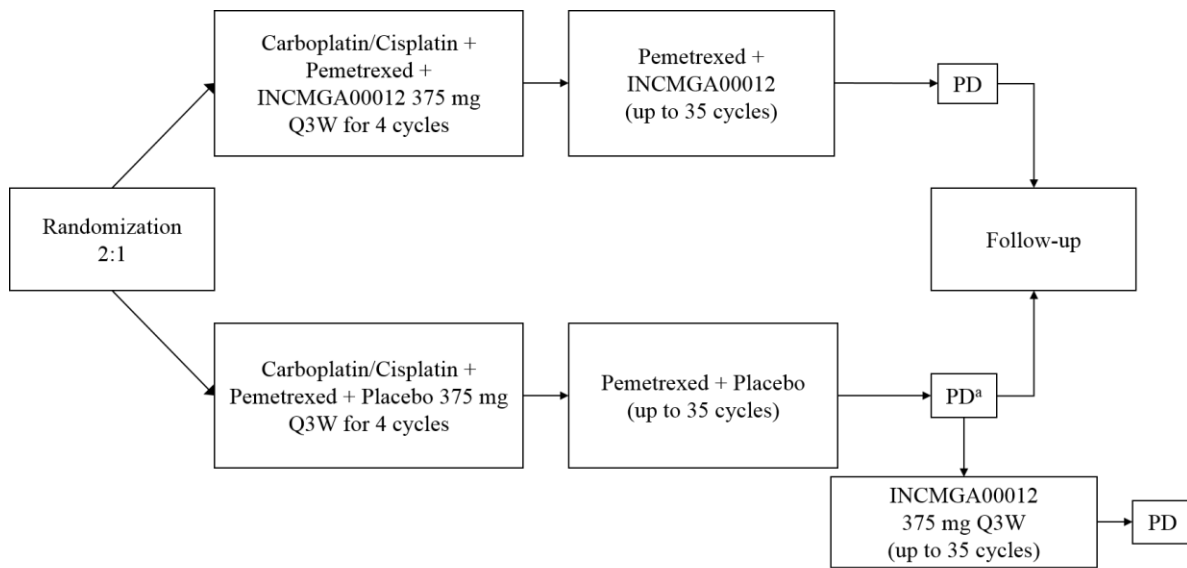 Carboplatin/Cisplatin +
Pemetrexed +
INCMGA00012 375 mg
Q3W for 4 cycles
Pemetrexed +
INCMGA00012
(up to 35 cycles)
PD
Randomization
2:1
Follow-up
Carboplatin/Cisplatin +
Pemetrexed + Placebo 375 mg
Q3W for 4 cycles
Pemetrexed + Placebo
(up to 35 cycles)
PDᵃ
INCMGA00012
375 mg Q3W
(up to 35 cycles)
PD